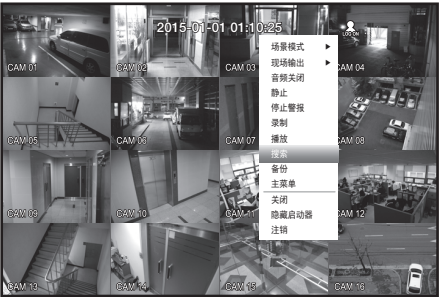 2015-01-01 01:10:25
LOG ON
CAM 01
CAM 02
CAM 03
CAM 04
场景模式
现场输出
音频关闭
静止
停止警报
录制
播放
搜索
备份
主菜单
关闭
隐藏启动器
注销
CAM 05
CAM 06
CAM 07
CAM 08
CAM 09
CAM 10
CAM 11
CAM 12
CAM 13
CAM 14
CAM 15
CAM 16